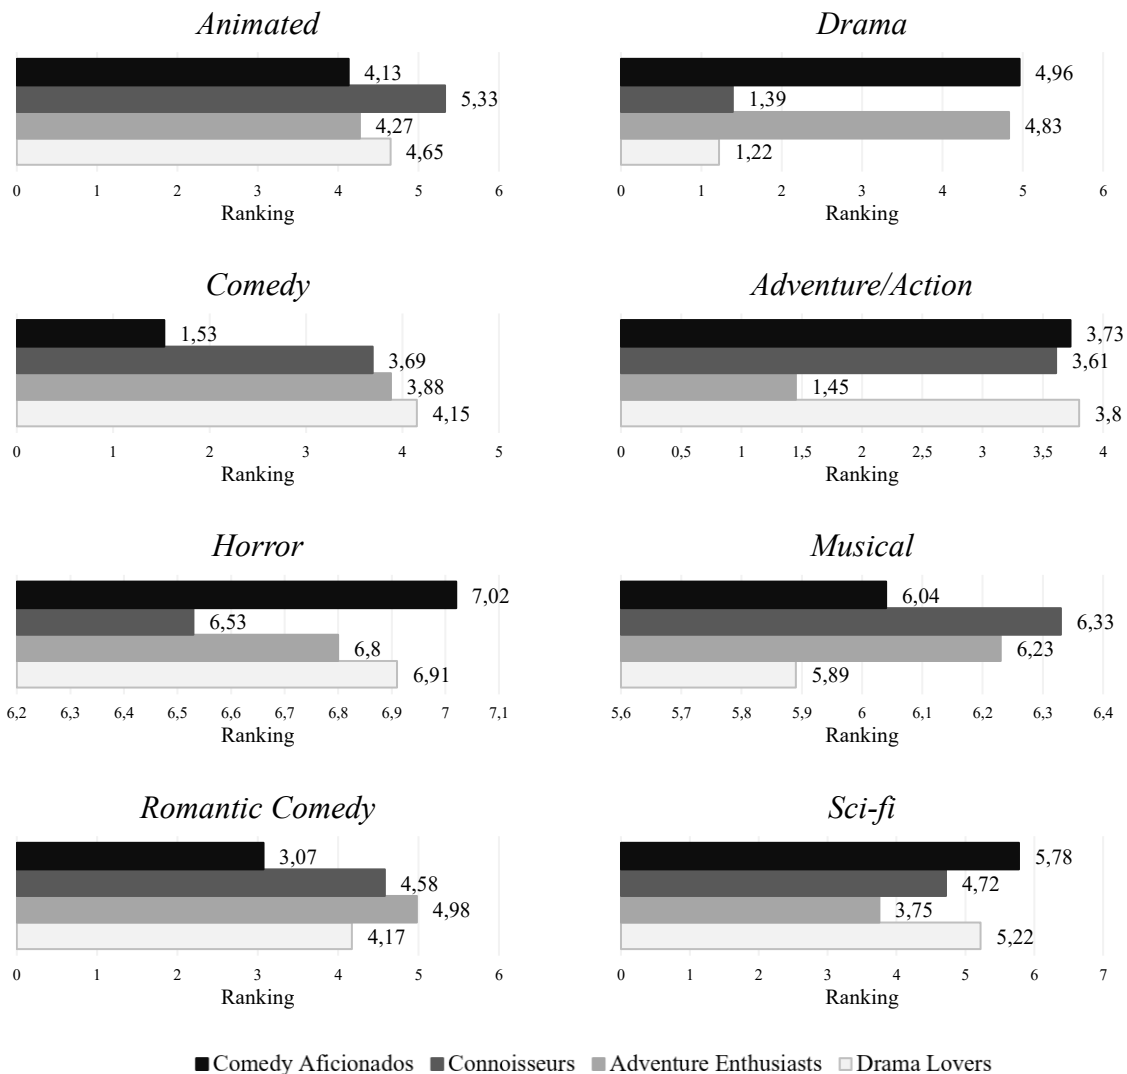 Animated
4,13
5,33
4,27
4,65
0 1 2 3 4 5 6
Ranking
Drama
4,96
1,39
4,83
1,22
0 1 2 3 4 5 6
Ranking
Comedy
1,53
3,69
3,88
4,15
0 1 2 3 4 5
Ranking
Adventure/Action
3,73
3,61
1,45
3,8
0 0,5 1 1,5 2 2,5 3 3,5 4
Ranking
Horror
7,02
6,53
6,8
6,91
6,2 6,3 6,4 6,5 6,6 6,7 6,8 6,9 7 7,1
Ranking
Musical
6,04
6,33
6,23
5,89
5,6 5,7 5,8 5,9 6 6,1 6,2 6,3 6,4
Ranking
Romantic Comedy
3,07
4,58
4,98
4,17
0 1 2 3 4 5 6
Ranking
Sci-fi
5,78
4,72
3,75
5,22
0 1 2 3 4 5 6 7
Ranking
Comedy Aficionados Connoisseurs Adventure Enthusiasts Drama Lovers